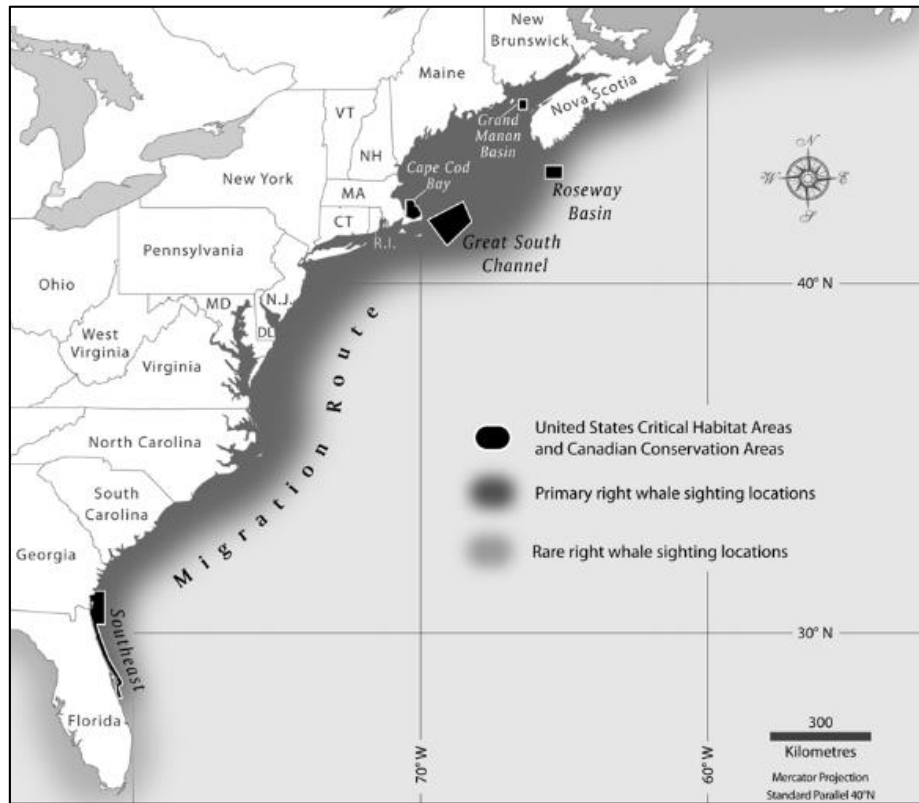 New
Brunswick
Maine
Nova Scotia
Grand
Manan
Basin
VT
NH
Cape Cod
Bay
New York
MA
CT
R.I.
Roseway
Basin
Great South
Channel
N
W
E
S
Pennsylvania
Ohio
MD
N.J.
DL
40° N
West
Virginia
Virginia
Migration Route
North Carolina
United States Critical Habitat Areas
and Canadian Conservation Areas
South
Carolina
Primary right whale sighting locations
Georgia
Rare right whale sighting locations
Southeast
30° N
Florida
70° W
60° W
300
Kilometres
Mercator Projection
Standard Parallel 40°N